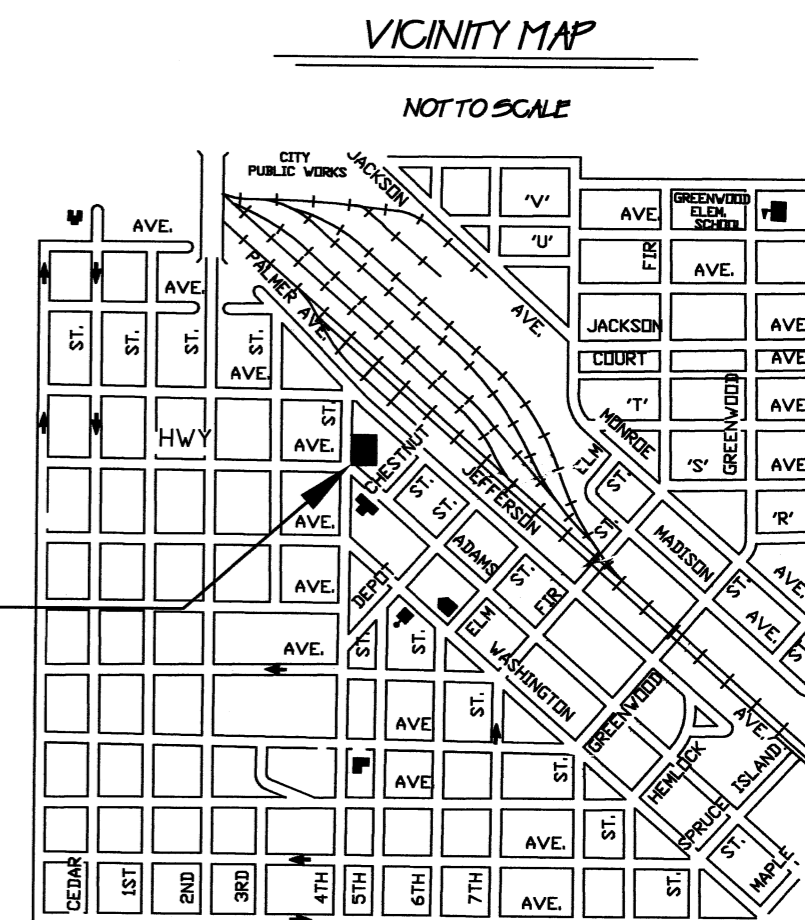 VICINITY MAP
NOT TO SCALE
CITY
PUBLIC WORKS
JACKSON
'V'
AVE.
GREENWOOD
ELEM.
SCHOOL
AVE.
'U'
FIR
AVE.
AVE.
PALMER AVE.
AVE.
ST.
ST.
ST.
ST.
JACKSON
AVE
COURT
AVE
AVE.
'T'
GREENWOOD
AVE
ST.
MONROE
HWY
AVE.
CHESTNUT
ELM
'S'
AVE
ST.
ST.
ST.
JEFFERSON
'R'
AVE.
ST.
MADISON
ADAMS
AVE.
DEPOT
ST.
FIR
ST.
AVE.
AVE.
ST.
ST.
ELM
ST
AVE.
WASHINGTON
GREENWOOD
ST.
AVE
AVE.
HEMLOCK
ISLAND
AVE
ST.
SPRUCE
AVE.
ST.
ST.
MAPLE
CEDAR
1ST
2ND
3RD
4TH
5TH
6TH
7TH
AVE.
ST.